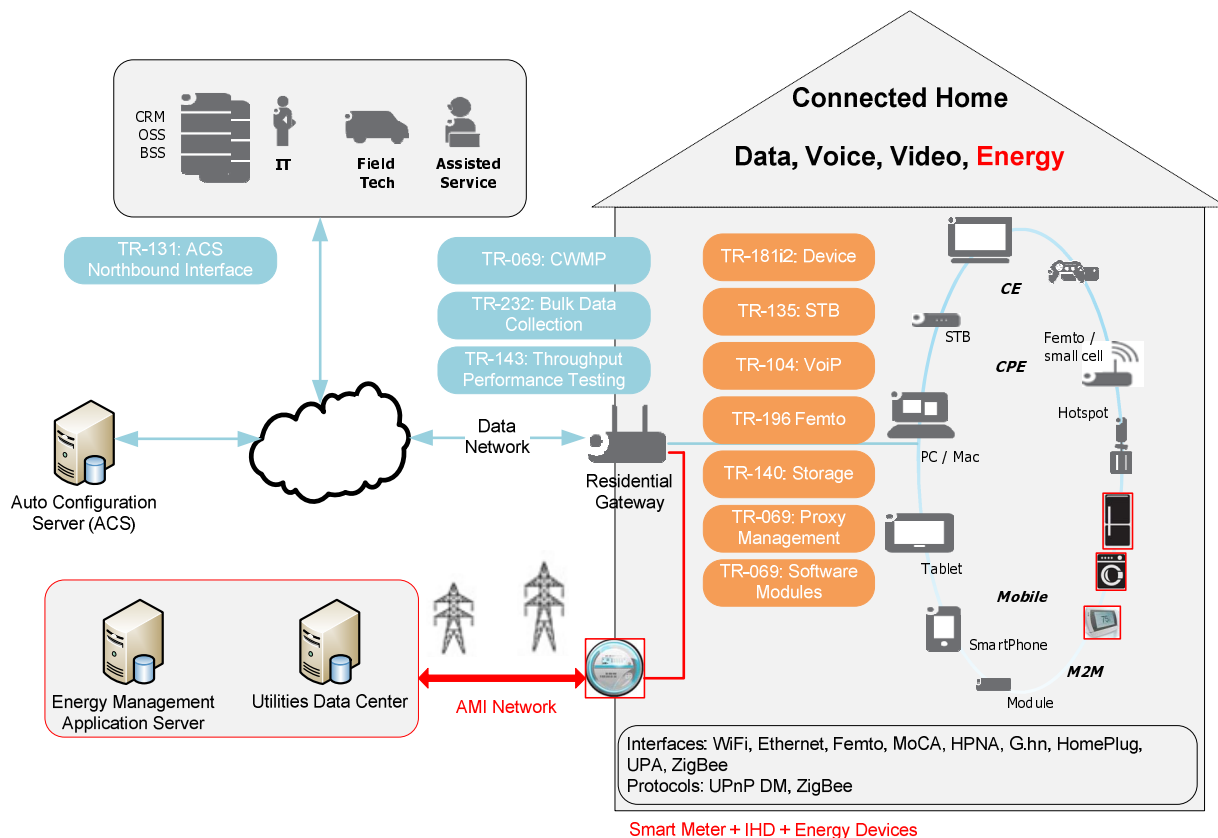 Connected Home
Data, Voice, Video, Energy
CRM
OSS
BSS
IT
Field
Tech
Assisted
Service
TR-131: ACS
Northbound Interface
TR-069: CWMP
TR-232: Bulk Data
Collection
TR-143: Throughput
Performance Testing
TR-181i2: Device
TR-135: STB
TR-104: VoiP
TR-196 Femto
TR-140: Storage
TR-069: Proxy
Management
TR-069: Software
Modules
CE
STB
Femto /
small cell
CPE
Hotspot
PC / Mac
Tablet
Mobile
SmartPhone
M2M
Module
Data
Network
Residential
Gateway
Auto Configuration
Server (ACS)
Energy Management
Application Server
Utilities Data Center
AMI Network
Interfaces: WiFi, Ethernet, Femto, MoCA, HPNA, G.hn, HomePlug,
UPA, ZigBee
Protocols: UPnP DM, ZigBee
Smart Meter + IHD + Energy Devices